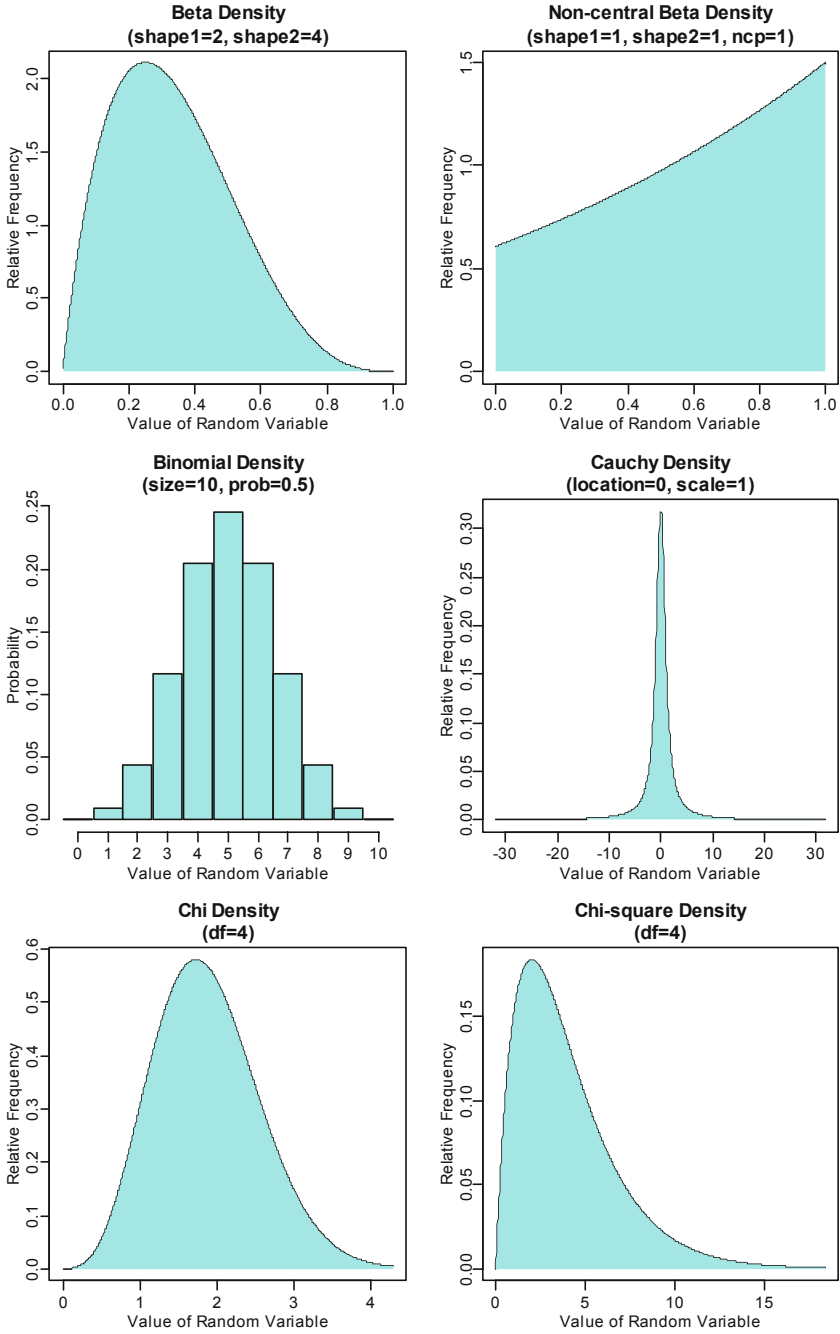 Beta Density
(shape1=2, shape2=4)
Relative Frequency
2.0
1.5
1.0
0.5
0.0
0.0 0.2 0.4 0.6 0.8 1.0
Value of Random Variable
Non-central Beta Density
(shape1=1, shape2=1, ncp=1)
Relative Frequency
1.5
1.0
0.5
0.0
0.0 0.2 0.4 0.6 0.8 1.0
Value of Random Variable
Binomial Density
(size=10, prob=0.5)
Probability
0.25
0.20
0.15
0.10
0.05
0.00
0 1 2 3 4 5 6 7 8 9 10
Value of Random Variable
Cauchy Density
(location=0, scale=1)
Relative Frequency
0.30
0.25
0.20
0.15
0.10
0.05
0.00
-30 -20 -10 0 10 20 30
Value of Random Variable
Chi Density
(df=4)
Relative Frequency
0.6
0.5
0.4
0.3
0.2
0.1
0.0
0 1 2 3 4
Value of Random Variable
Chi-square Density
(df=4)
Relative Frequency
0.15
0.10
0.05
0.00
0 5 10 15
Value of Random Variable